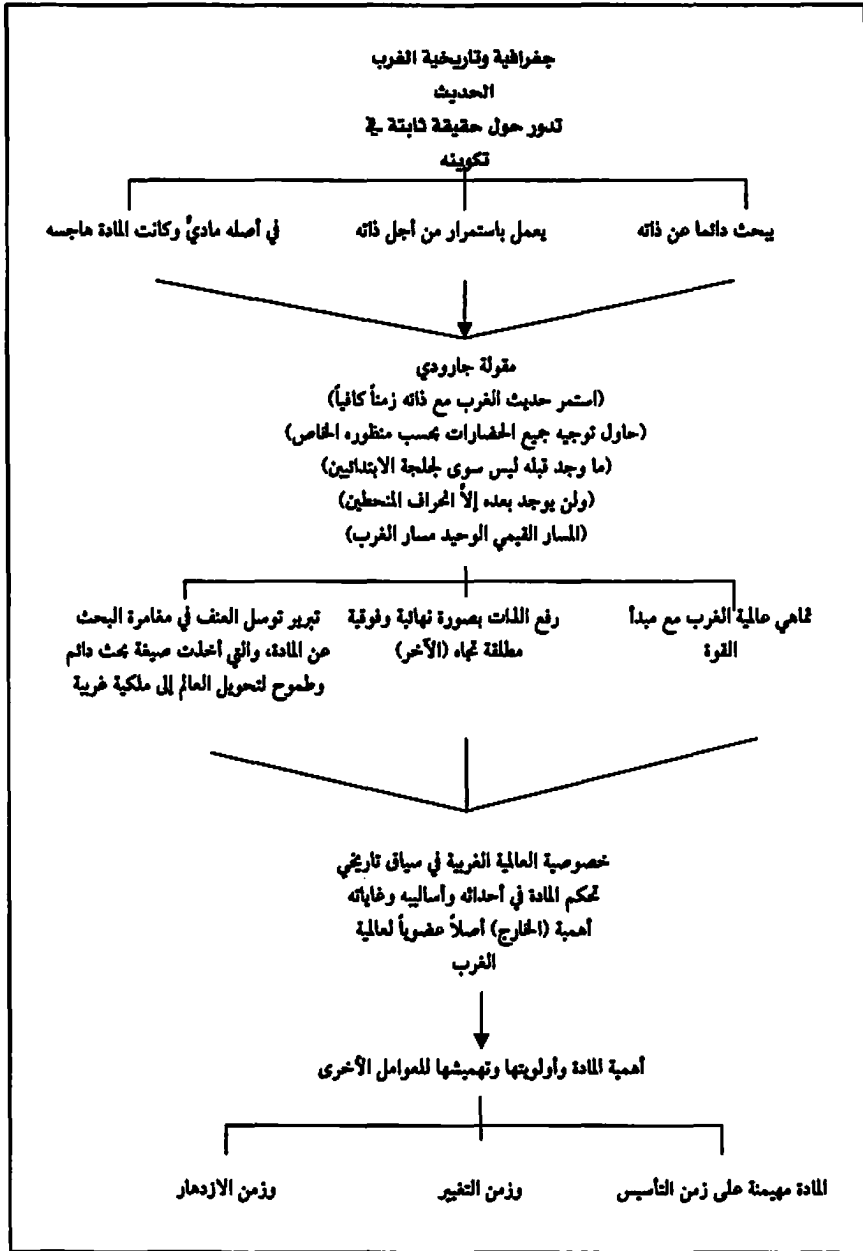 جغرافية وتاريخية الغرب
الحديث
تدور حول حقيقة ثابتة في
تكوينه
يبحث دائما عن ذاته
يعمل باستمرار من أجل ذاته
في أصله ماديٌّ وكانت المادة هاجسه
مقولة جارودي
(استمر حديث الغرب مع ذاته زمناً كافياً)
(حاول توجيه جميع الحضارات بحسب منظوره الخاص)
(ما وجد قبله ليس سوى لجلجة الابتدائيين)
(ولن يوجد بعده إلاّ انحراف المنحطين)
(المسار القيمي الوحيد مسار الغرب)
تماهي عالمية الغرب مع مبدأ
القوة
رفع الذات بصورة نهائية وفوقية
مطلقة تجاه (الآخر)
تبرير توسل العنف في مغامرة البحث
عن المادة، والتي أخذت صيغة بحث دائم
وطموح لتحويل العالم إلى ملكية غربية
خصوصية العالمية الغربية في سياق تاريخي
تحكم المادة في أحداثه وأساليبه وغاياته
أهمية (الخارج) أصلاً عضوياً لعالمية
الغرب
أهمية المادة وأولويتها وتهميشها للعوامل الأخرى
المادة مهيمنة على زمن التأسيس
وزمن التغيير
وزمن الازدهار